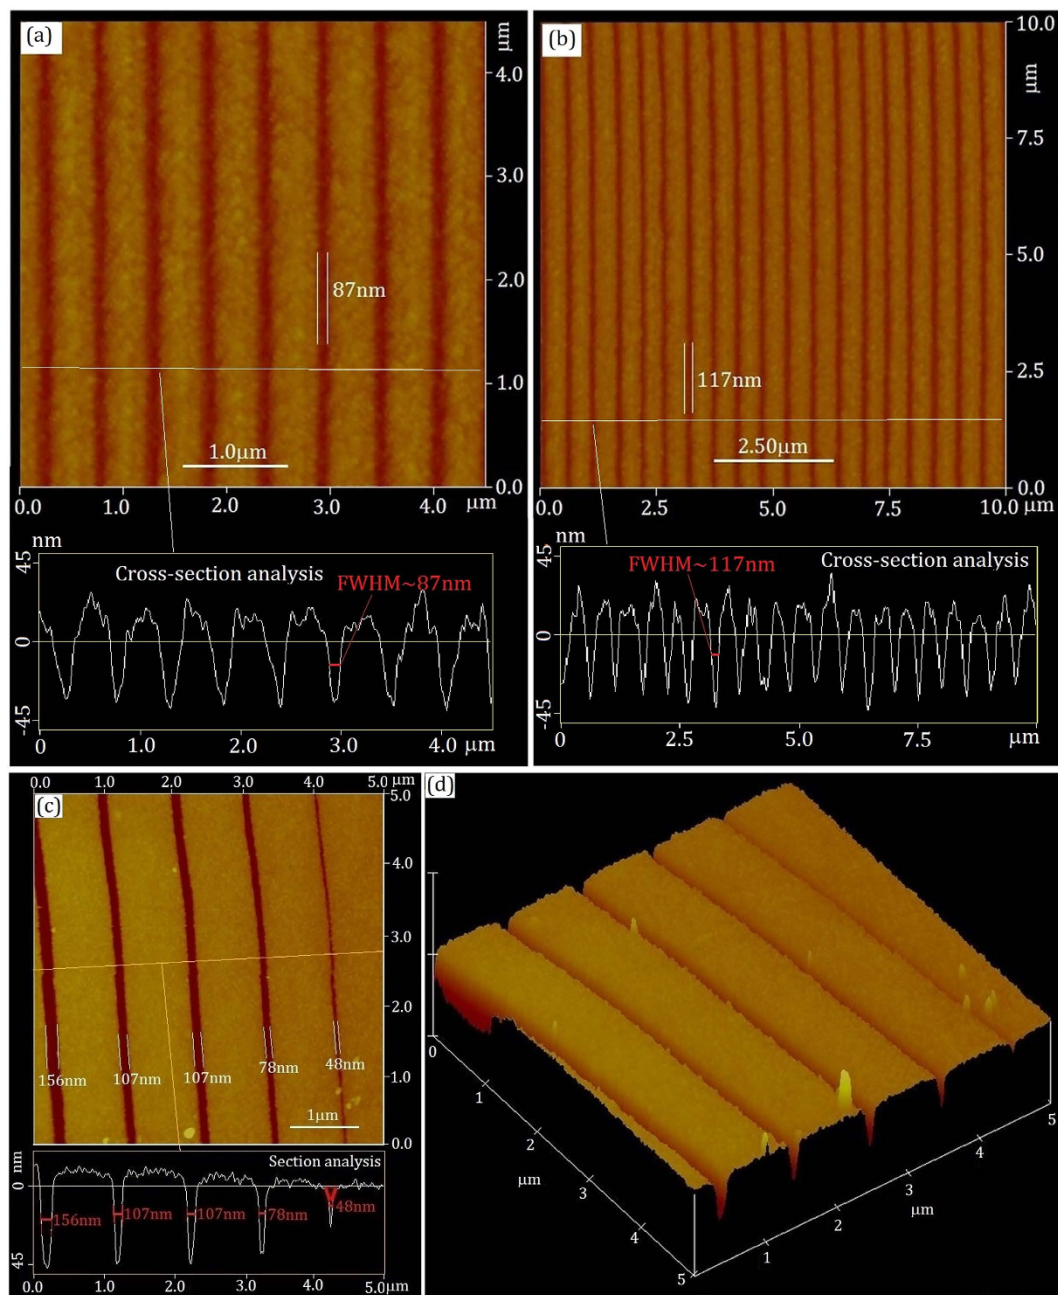 (a)
μm
4.0
3.0
2.0
1.0
0.0
87nm
1.0μm
0.0 1.0 2.0 3.0 4.0
μm
nm
45
0
-45
Cross-section analysis
FWHM~87nm
0 1.0 2.0 3.0 4.0 μm
(b)
10.0
μm
7.5
5.0
2.5
0.0
117nm
2.50μm
0.0 2.5 5.0 7.5 μm 10.0
nm
45
0
-45
FWHM~117nm
Cross-section analysis
0 2.5 5.0 7.5 μm
(c)
0.0 1.0 2.0 3.0 4.0 5.0 μm
5.0
4.0
3.0
2.0
1.0
0.0
156nm 107nm 107nm 78nm 48nm
1μm
Section analysis
0 nm
45
156nm 107nm 107nm 78nm 48nm
0.0 1.0 2.0 3.0 4.0 5.0 μm
(d)
0
1
2
μm
3
4
5
1
2
μm
3
4
5